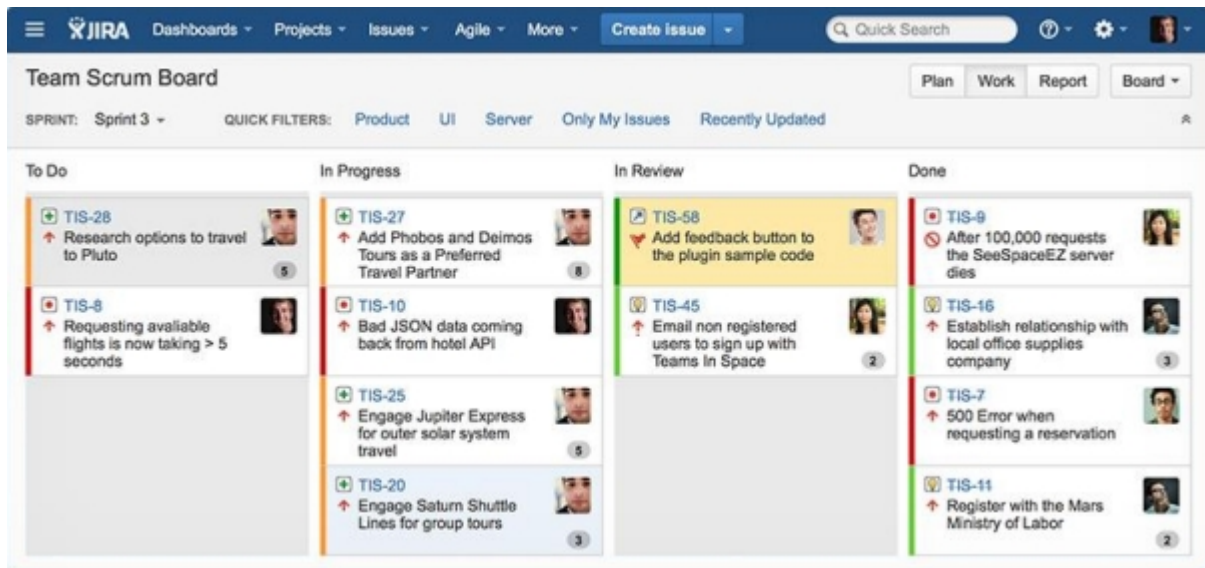 JIRA Dashboards Projects Issues Agile More Create issue Quick Search
Team Scrum Board
Plan Work Report Board
SPRINT: Sprint 3 QUICK FILTERS: Product UI Server Only My Issues Recently Updated
To Do
TIS-28
Research options to travel
to Pluto
5
TIS-8
Requesting avaliable
flights is now taking > 5
seconds
In Progress
TIS-27
Add Phobos and Deimos
Tours as a Preferred
Travel Partner
8
TIS-10
Bad JSON data coming
back from hotel API
TIS-25
Engage Jupiter Express
for outer solar system
travel
5
TIS-20
Engage Saturn Shuttle
Lines for group tours
3
In Review
TIS-58
Add feedback button to
the plugin sample code
TIS-45
Email non registered
users to sign up with
Teams In Space
2
Done
TIS-9
After 100,000 requests
the SeeSpaceEZ server
dies
TIS-16
Establish relationship with
local office supplies
company
3
TIS-7
500 Error when
requesting a reservation
TIS-11
Register with the Mars
Ministry of Labor
2